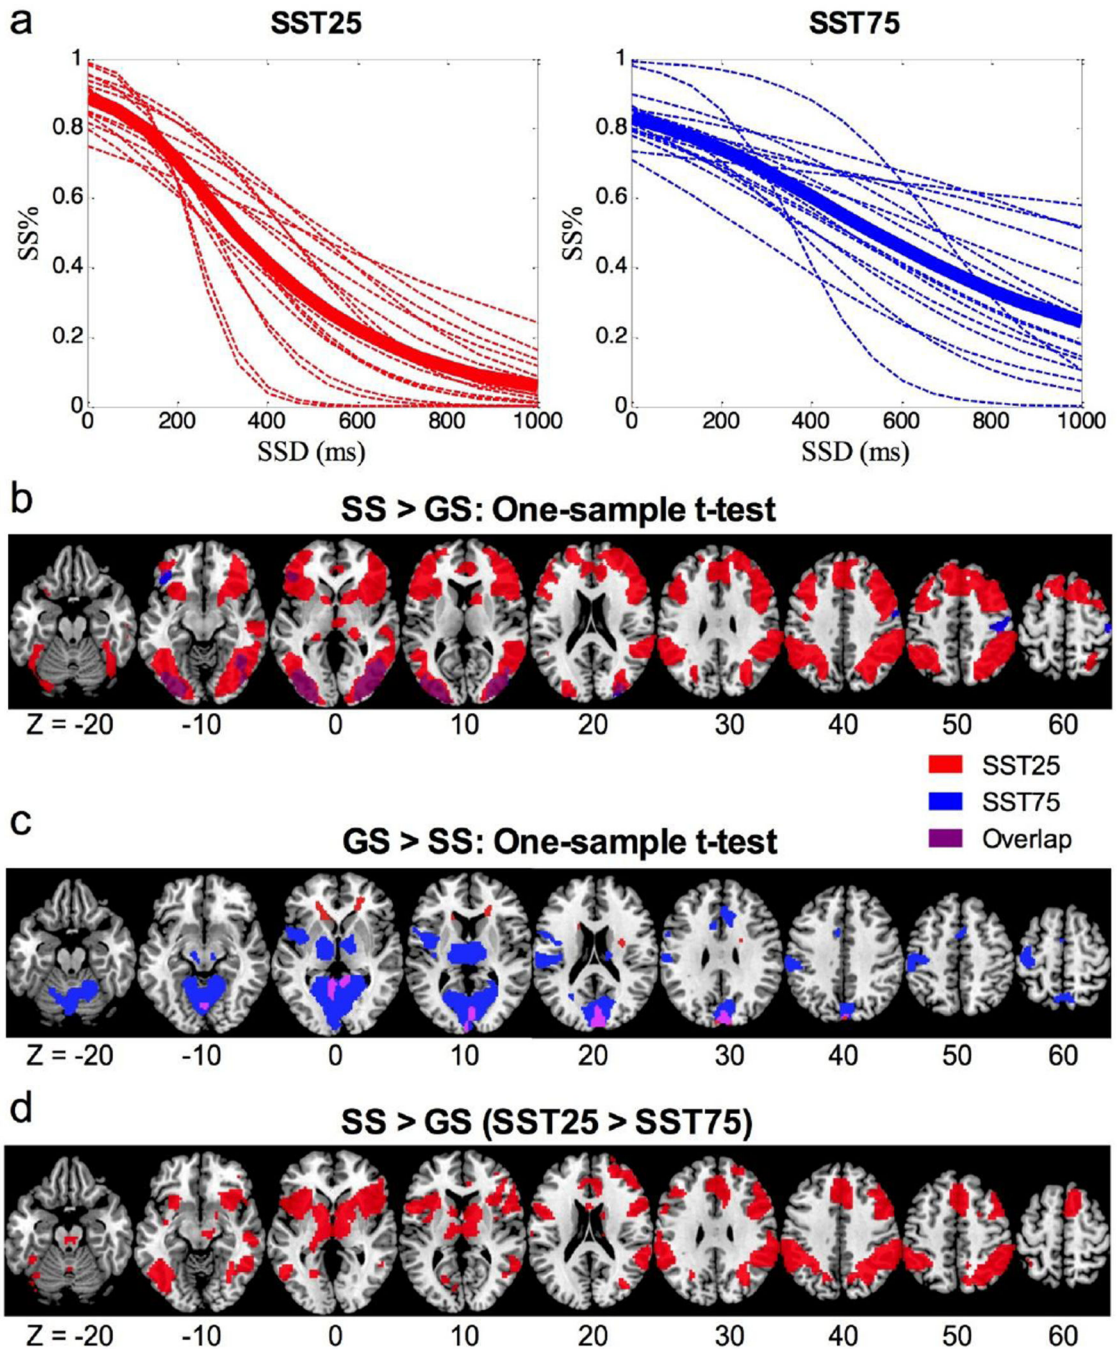 a
SST25
SST75
1
0.8
0.6
0.4
0.2
0
SS%
0 200 400 600 800 1000
SSD (ms)
1
0.8
0.6
0.4
0.2
0
SS%
0 200 400 600 800 1000
SSD (ms)
b
SS > GS: One-sample t-test
Z = -20 -10 0 10 20 30 40 50 60
SST25
SST75
Overlap
c
GS > SS: One-sample t-test
Z = -20 -10 0 10 20 30 40 50 60
d
SS > GS (SST25 > SST75)
Z = -20 -10 0 10 20 30 40 50 60